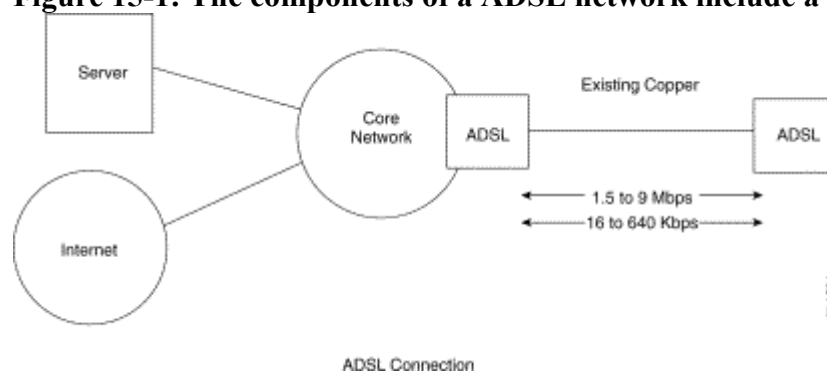 Figure 15-1: The components of a ADSL network include a
Server
Existing Copper
Core
Network
ADSL
ADSL
1.5 to 9 Mbps
16 to 640 Kbps
Internet
ADSL Connection